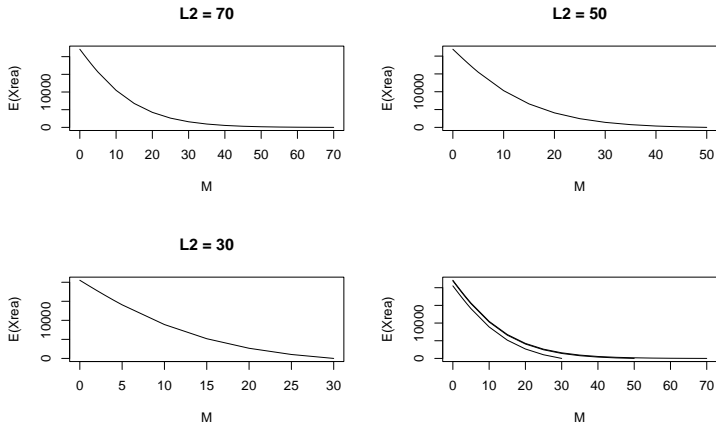 L2 = 70
E(Xrea)
10000
0
0 10 20 30 40 50 60 70
M
L2 = 50
E(Xrea)
10000
0
0 10 20 30 40 50
M
L2 = 30
E(Xrea)
10000
0
0 5 10 15 20 25 30
M
E(Xrea)
10000
0
0 10 20 30 40 50 60 70
M